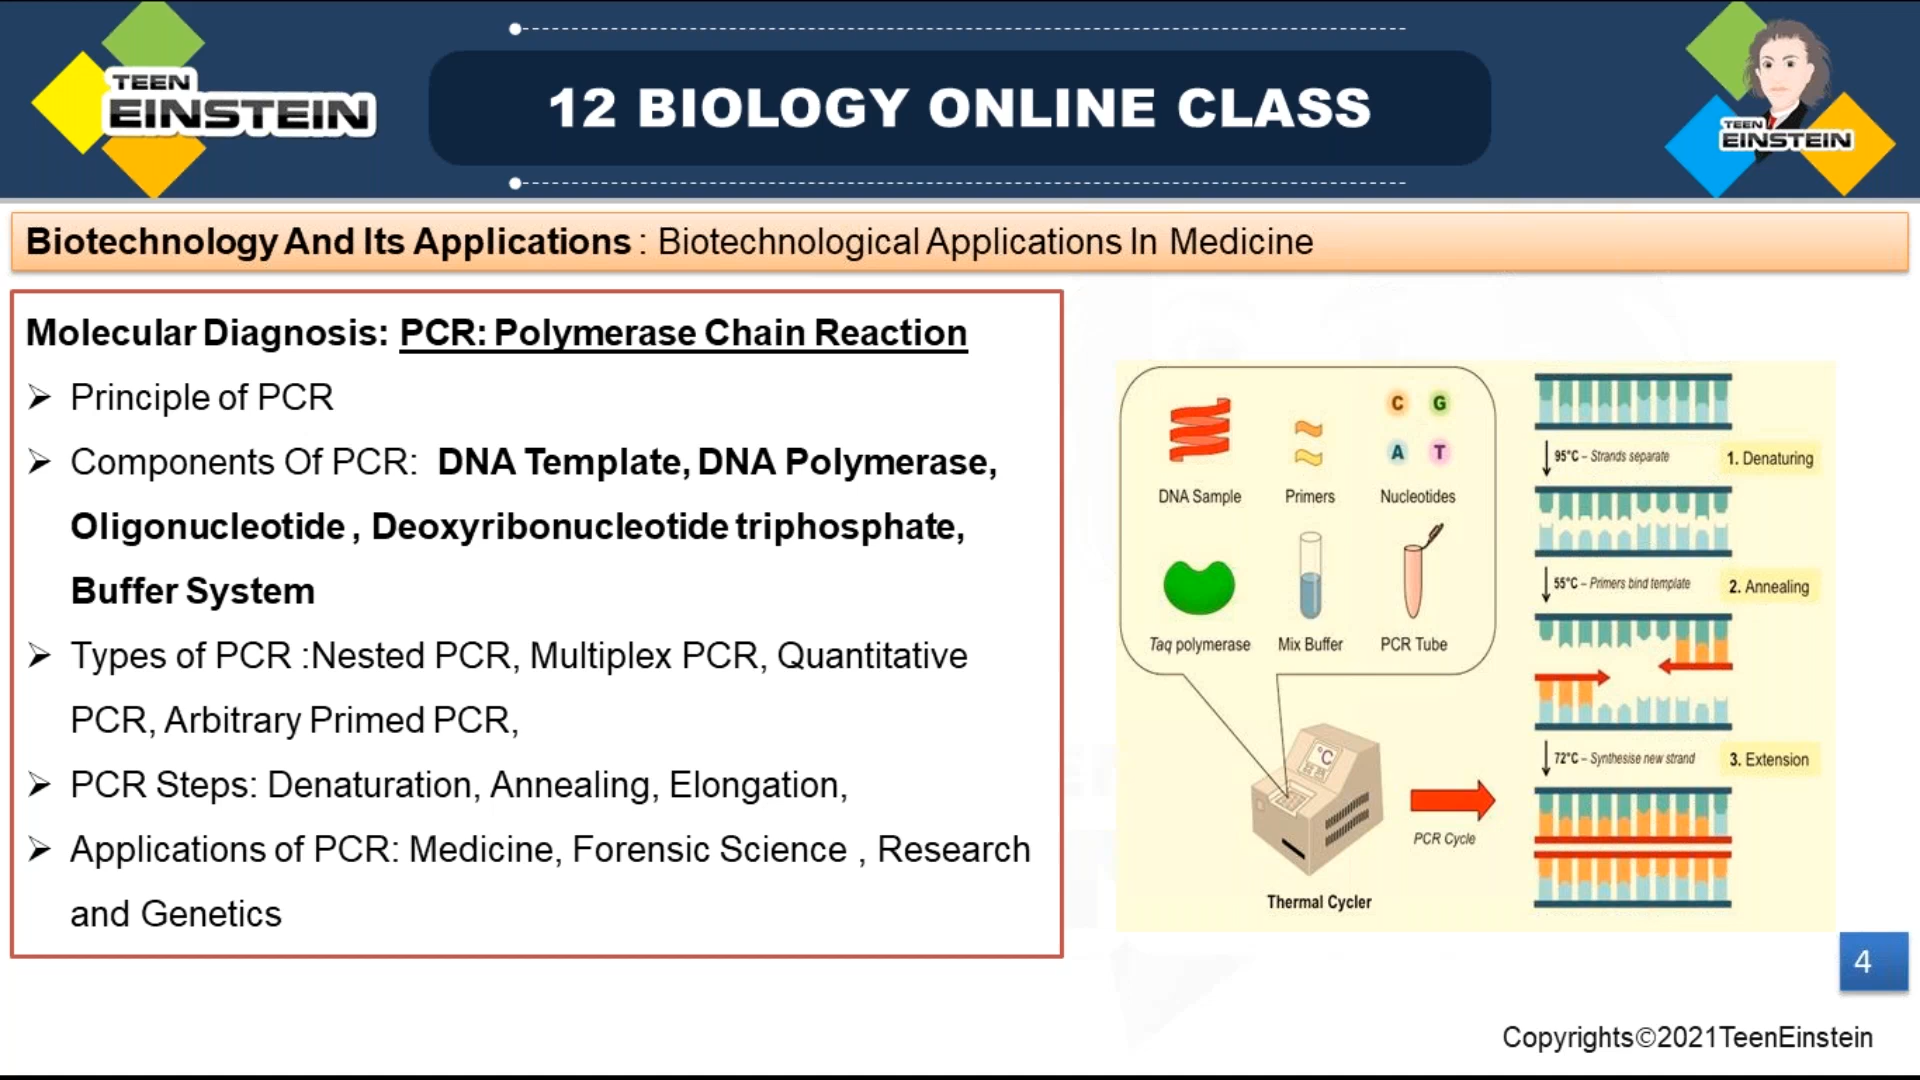 TEEN
EINSTEIN
12 BIOLOGY ONLINE CLASS
TEEN
EINSTEIN
Biotechnology And Its Applications : Biotechnological Applications In Medicine
Molecular Diagnosis: PCR: Polymerase Chain Reaction
➢ Principle of PCR
➢ Components Of PCR: DNA Template, DNA Polymerase,
Oligonucleotide , Deoxyribonucleotide triphosphate,
Buffer System
➢ Types of PCR :Nested PCR, Multiplex PCR, Quantitative
PCR, Arbitrary Primed PCR,
➢ PCR Steps: Denaturation, Annealing, Elongation,
➢ Applications of PCR: Medicine, Forensic Science , Research
and Genetics
C G
A T
DNA Sample Primers Nucleotides
Taq polymerase Mix Buffer PCR Tube
°C
Thermal Cycler
PCR Cycle
95°C – Strands separate
1. Denaturing
55°C – Primers bind template
2. Annealing
72°C – Synthesise new strand
3. Extension
4
Copyrights©2021TeenEinstein